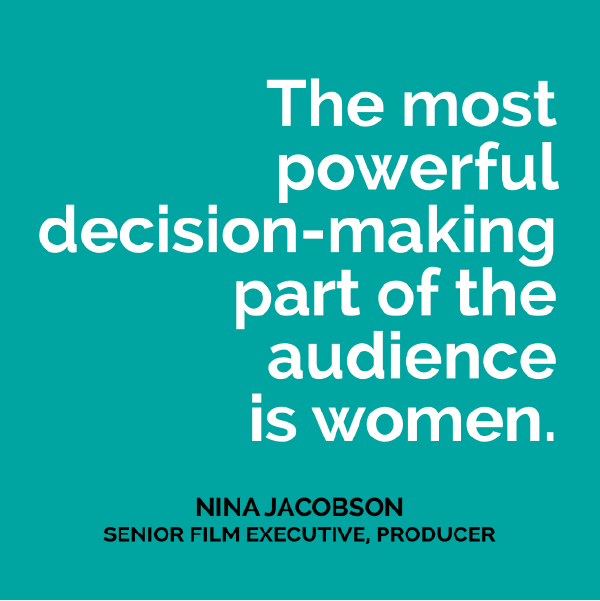 The most
powerful
decision-making
part of the
audience
is women.
NINA JACOBSON
SENIOR FILM EXECUTIVE, PRODUCER